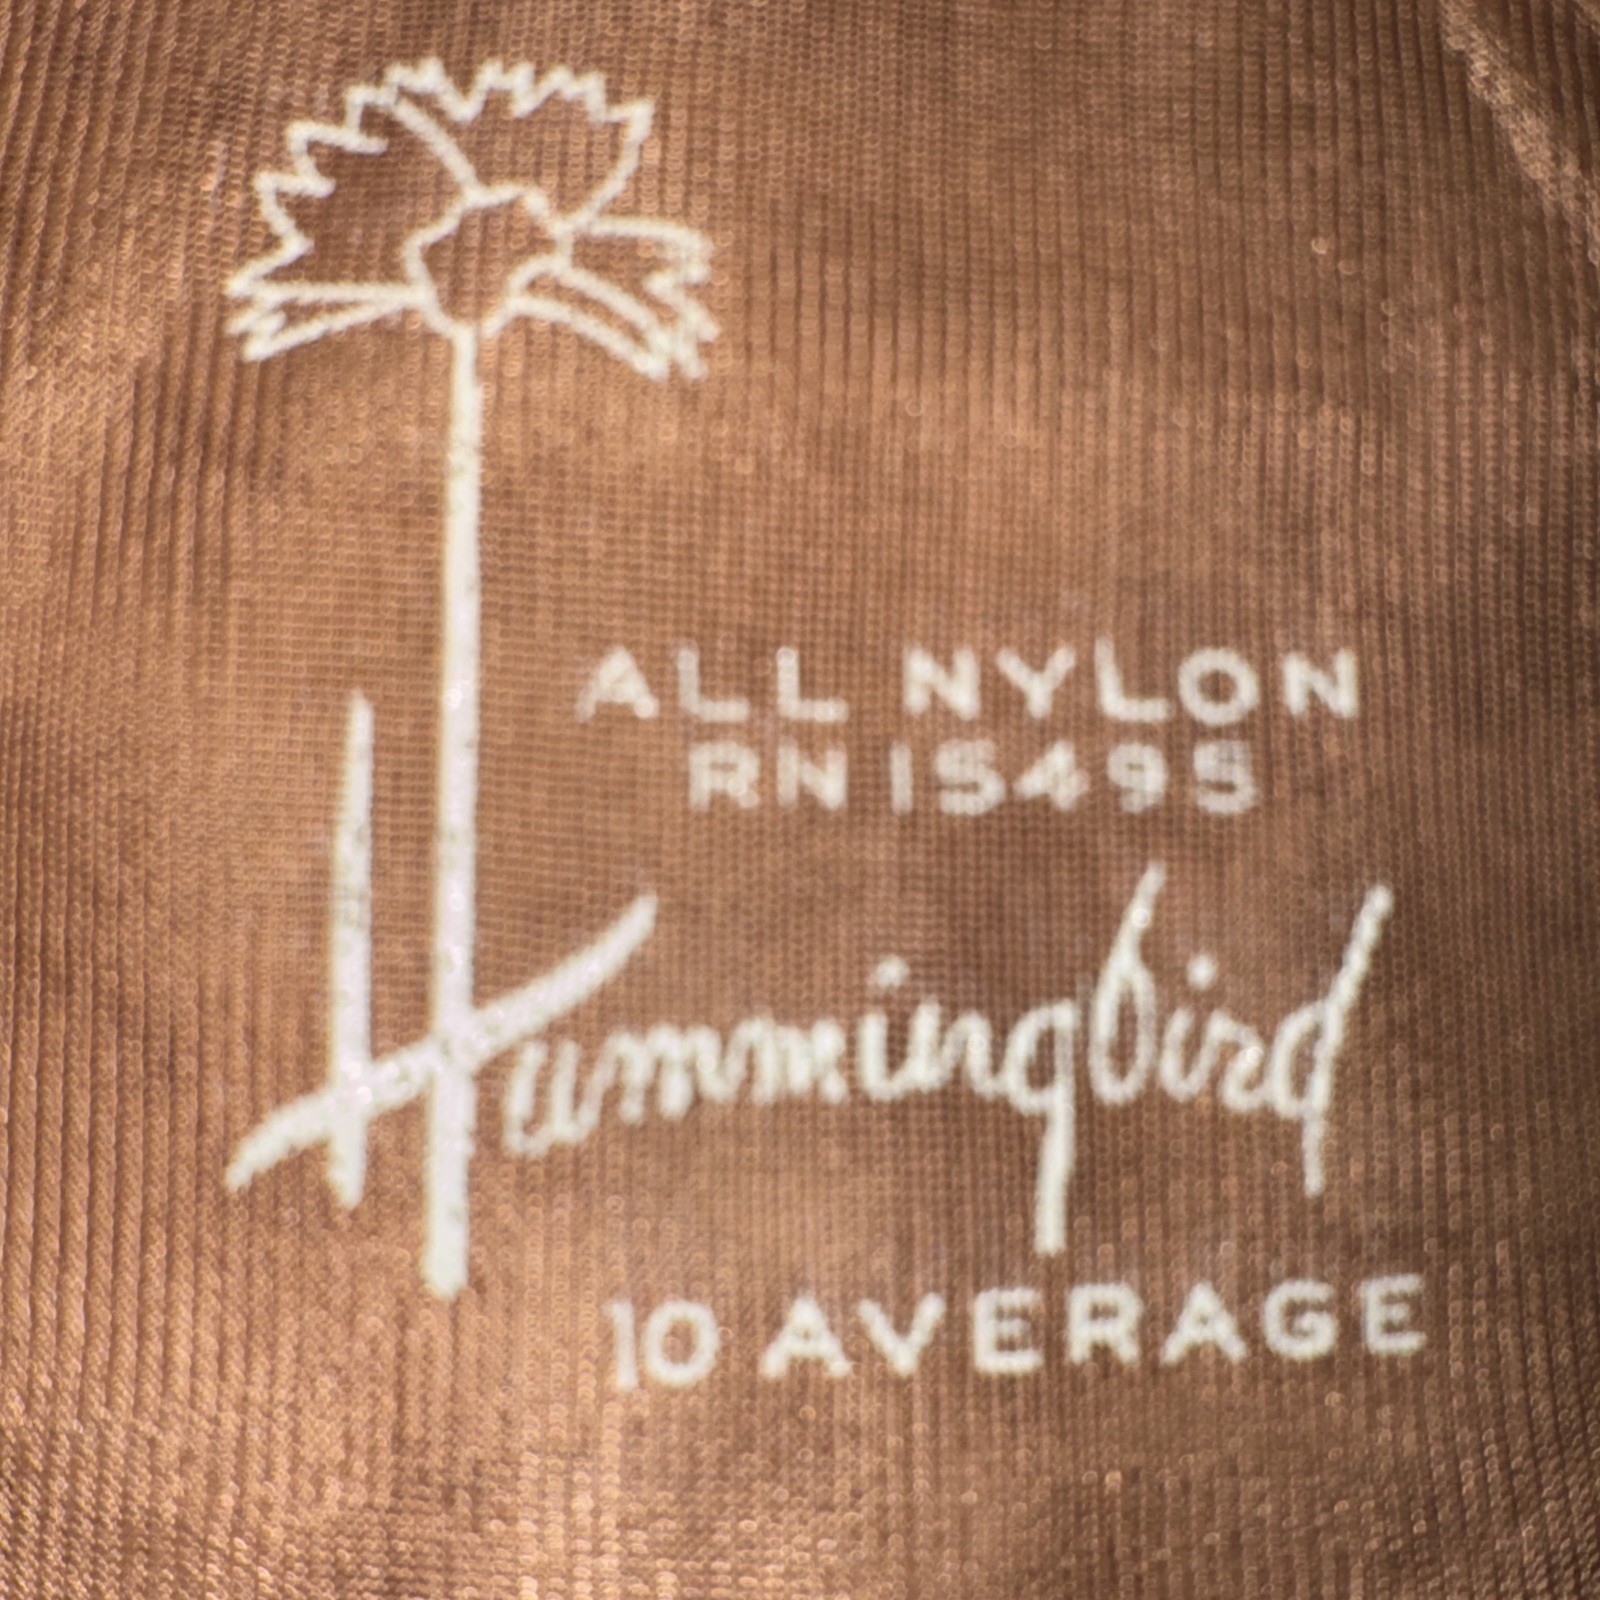 ALL NYLON
RN 15495
Hummingbird
10 AVERAGE